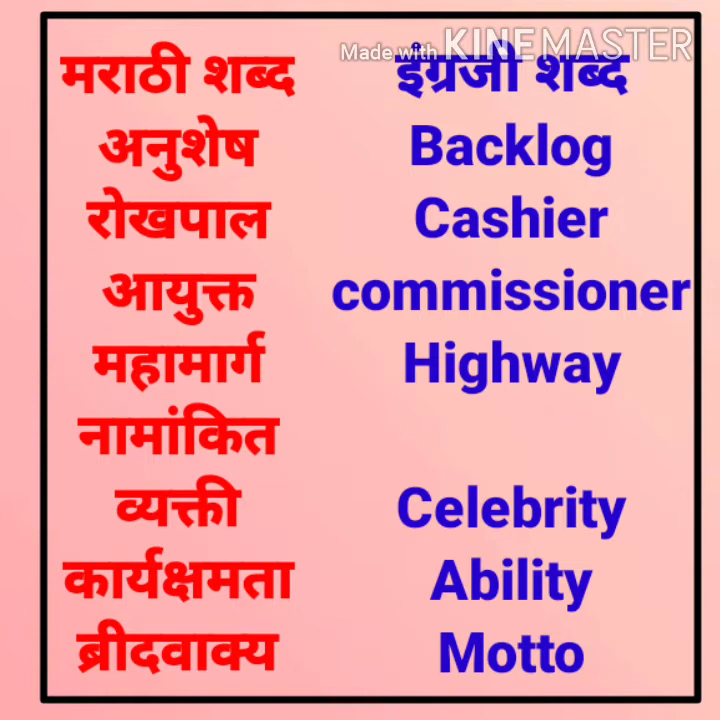 Made with KINEMASTER
मराठी शब्द इंग्रजी शब्द
अनुशेष Backlog
रोखपाल Cashier
आयुक्त commissioner
महामार्ग Highway
नामांकित
व्यक्ती Celebrity
कार्यक्षमता Ability
ब्रीदवाक्य Motto